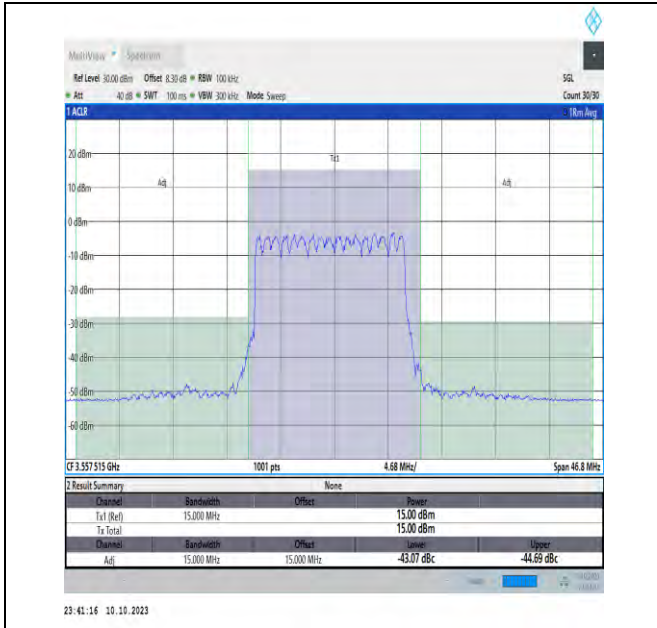 MultiView Spectrum
Ref Level 30.00 dBm Offset 8.30 dB RBW 100 kHz SGL
Att 40 dB SWT 100 ms VBW 300 kHz Mode Sweep Count 30/30
1 ACLR 1Rm Avg
20 dBm
Tx1
10 dBm
Adj Adj
0 dBm
-10 dBm
-20 dBm
-30 dBm
-40 dBm
-50 dBm
-60 dBm
CF 3.557 515 GHz 1001 pts 4.68 MHz/ Span 46.8 MHz
2 Result Summary None
Channel Bandwidth Offset Power
Tx1 (Ref) 15.000 MHz 15.00 dBm
Tx Total 15.00 dBm
Channel Bandwidth Offset Lower Upper
Adj 15.000 MHz 15.000 MHz -43.07 dBc -44.69 dBc
23:41:16 10.10.2023